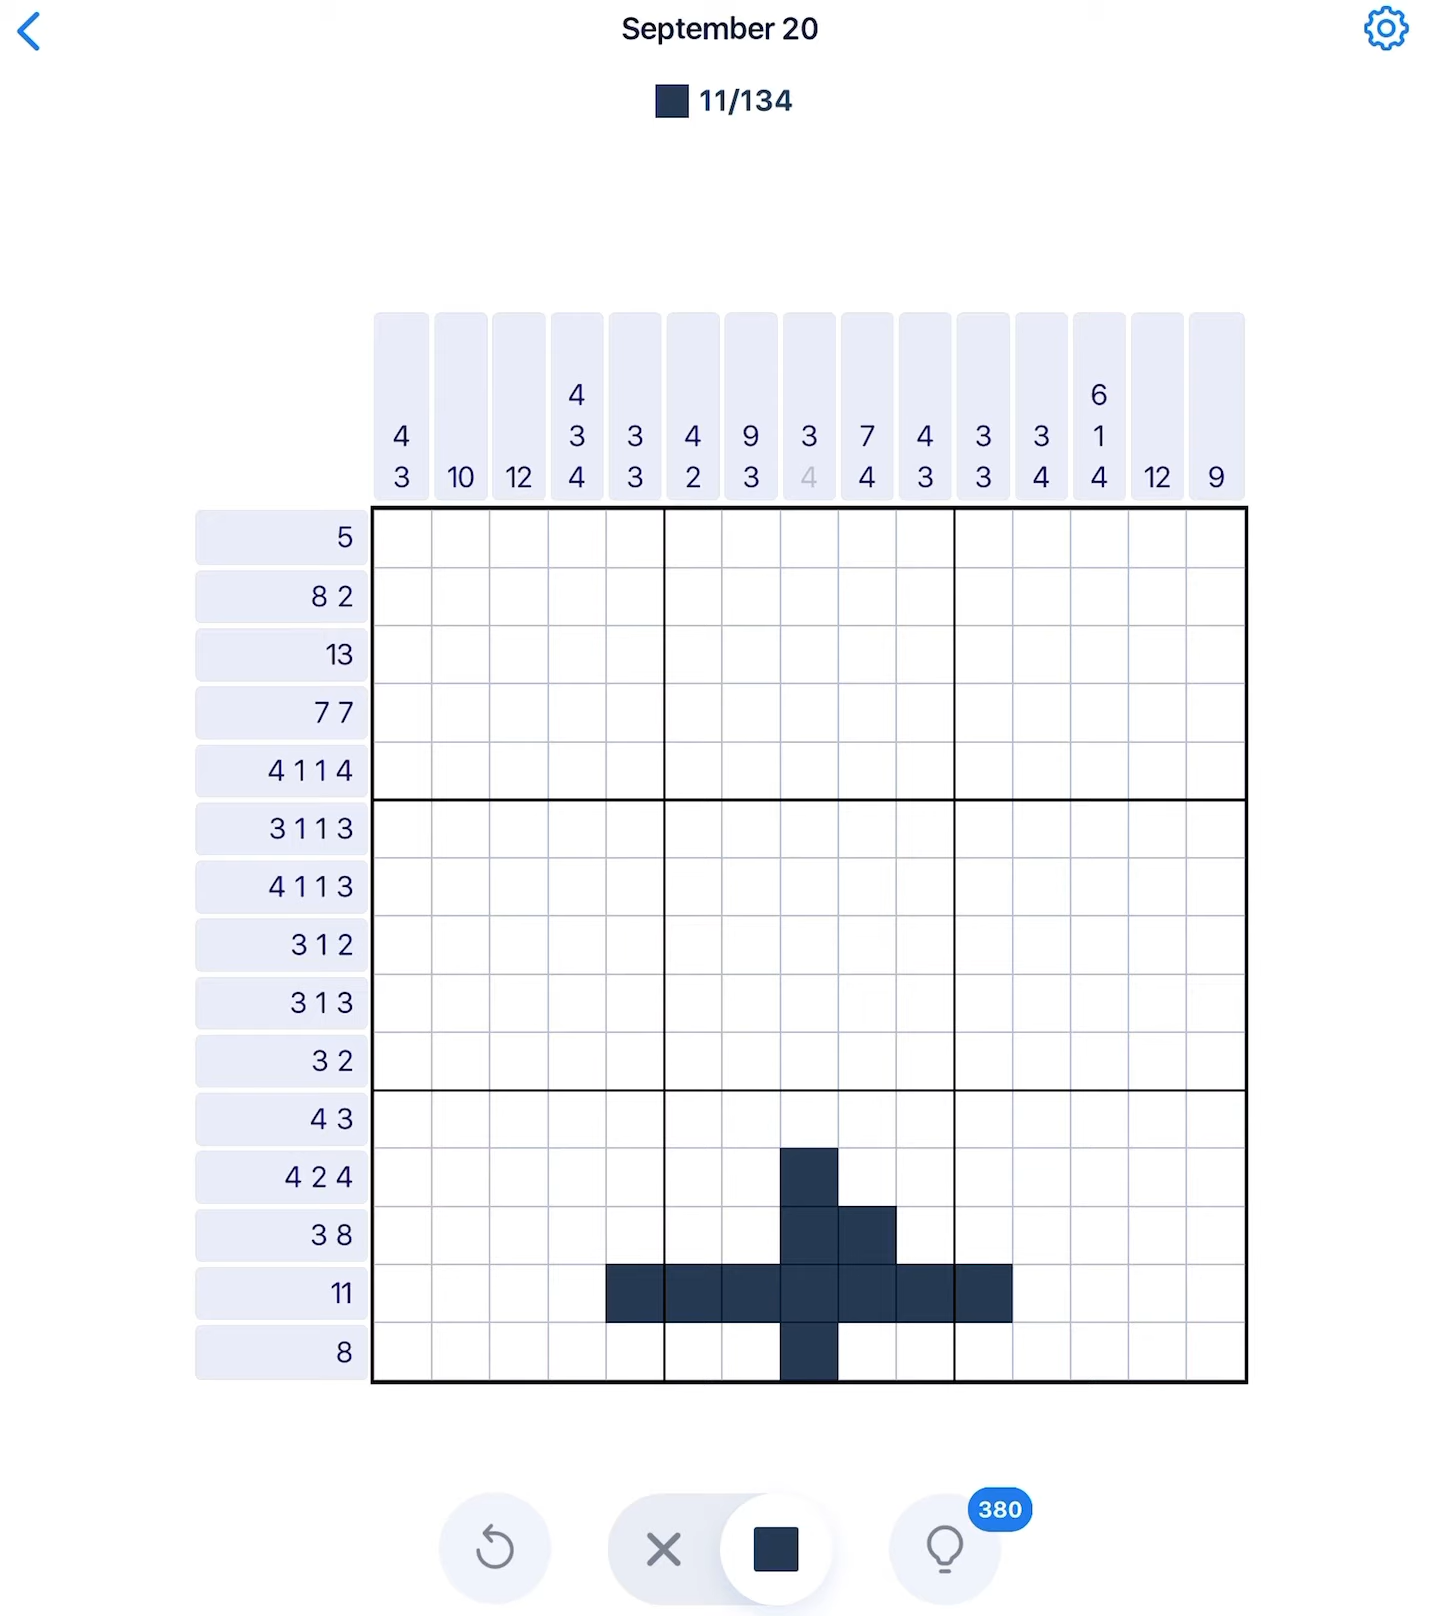 September 20
11/134
4 6
4 3 3 4 9 3 7 4 3 3 1
3 10 12 4 3 2 3 4 4 3 3 4 4 12 9
5
8 2
13
7 7
4 1 1 4
3 1 1 3
4 1 1 3
3 1 2
3 1 3
3 2
4 3
4 2 4
3 8
11
8
380